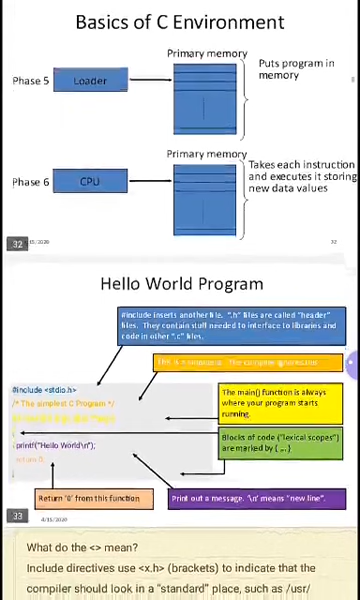 Basics of C Environment
Primary memory
Phase 5
Loader
Puts program in
memory
Primary memory
Phase 6
CPU
Takes each instruction
and executes it storing
new data values
32
32
Hello World Program
#include inserts another file. ".h" files are called "header"
files. They contain stuff needed to interface to libraries and
code in other ".c" files.
This is a comment. The compiler ignores this.
#include <stdio.h>
/* The simplest C Program */
The main() function is always
where your program starts
running.
{
Blocks of code ("lexical scopes")
are marked by { ... }
printf("Hello World\n");
return 0;
}
Return '0' from this function
Print out a message. '\n' means "new line".
33
4/15/2020
What do the <> mean?
Include directives use <x.h> (brackets) to indicate that the
compiler should look in a "standard" place, such as /usr/